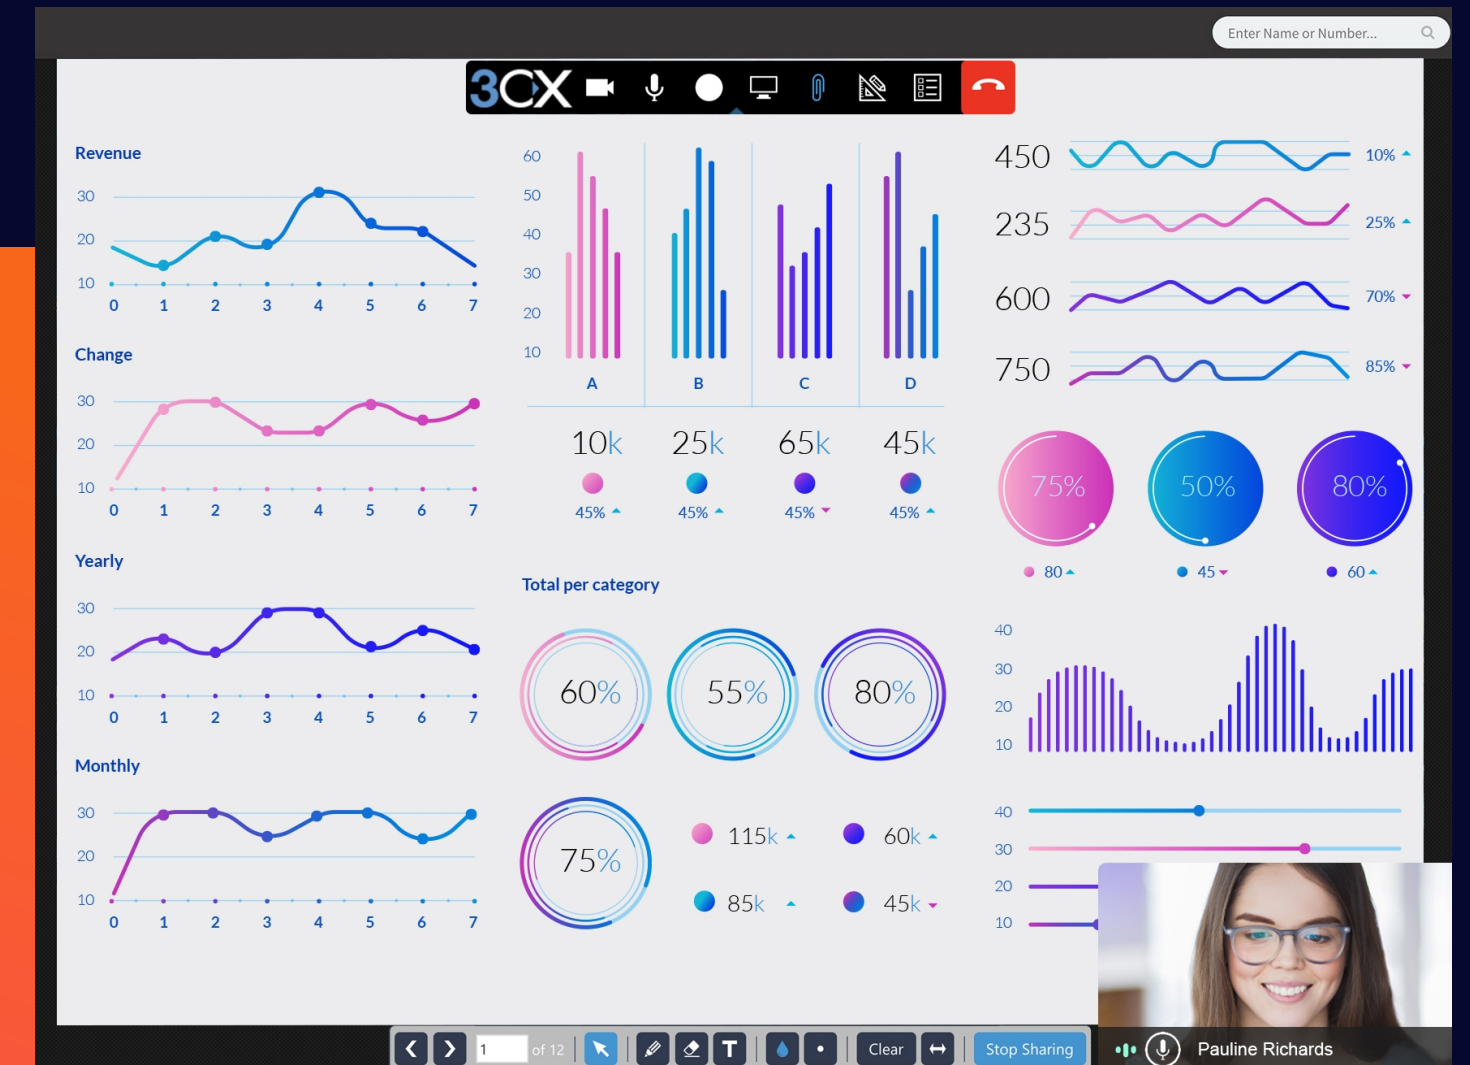 Enter Name or Number...
3CX
Revenue
30
20
10
0 1 2 3 4 5 6 7
Change
30
20
10
0 1 2 3 4 5 6 7
Yearly
30
20
10
0 1 2 3 4 5 6 7
Monthly
30
20
10
0 1 2 3 4 5 6 7
60
50
40
30
20
10
A B C D
10k 25k 65k 45k
45% 45% 45% 45%
Total per category
60% 55% 80%
75%
115k 60k
85k 45k
450 10%
235 25%
600 70%
750 85%
75% 50% 80%
80 45 60
40
30
20
10
40
30
20
10
1 of 12 T Clear Stop Sharing
Pauline Richards